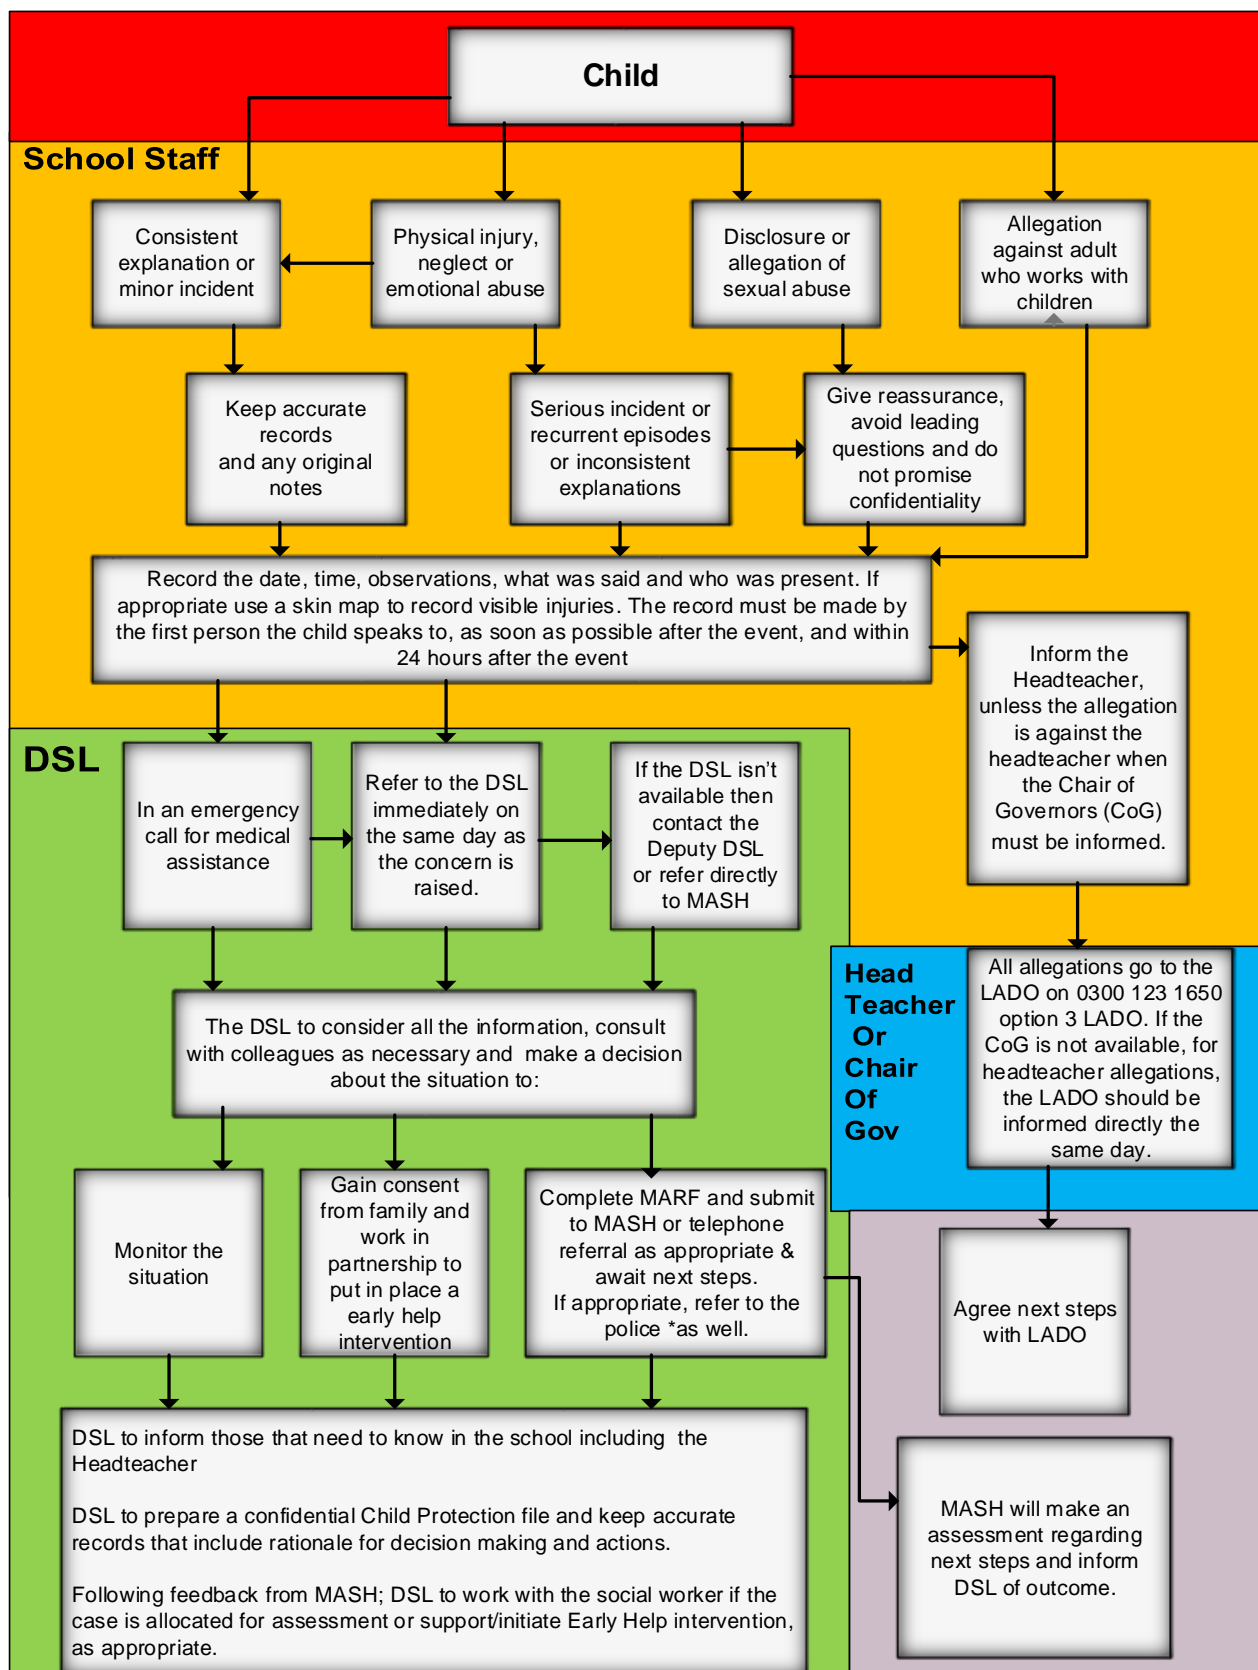 Child
School Staff
Consistent
explanation or
minor incident
Physical injury,
neglect or
emotional abuse
Disclosure or
allegation of
sexual abuse
Allegation
against adult
who works with
children
Keep accurate
records
and any original
notes
Serious incident or
recurrent episodes
or inconsistent
explanations
Give reassurance,
avoid leading
questions and do
not promise
confidentiality
Record the date, time, observations, what was said and who was present. If
appropriate use a skin map to record visible injuries. The record must be made by
the first person the child speaks to, as soon as possible after the event, and within
24 hours after the event
Inform the
Headteacher,
unless the allegation
is against the
headteacher when
the Chair of
Governors (CoG)
must be informed.
DSL
In an emergency
call for medical
assistance
Refer to the DSL
immediately on
the same day as
the concern is
raised.
If the DSL isn't
available then
contact the
Deputy DSL
or refer directly
to MASH
Head
Teacher
Or
Chair
Of
Gov
All allegations go to the
LADO on 0300 123 1650
option 3 LADO. If the
CoG is not available, for
headteacher allegations,
the LADO should be
informed directly the
same day.
The DSL to consider all the information, consult
with colleagues as necessary and make a decision
about the situation to:
Monitor the
situation
Gain consent
from family and
work in
partnership to
put in place a
early help
intervention
Complete MARF and submit
to MASH or telephone
referral as appropriate &
await next steps.
If appropriate, refer to the
police *as well.
Agree next steps
with LADO
DSL to inform those that need to know in the school including the
Headteacher
DSL to prepare a confidential Child Protection file and keep accurate
records that include rationale for decision making and actions.
Following feedback from MASH; DSL to work with the social worker if the
case is allocated for assessment or support/initiate Early Help intervention,
as appropriate.
MASH will make an
assessment regarding
next steps and inform
DSL of outcome.